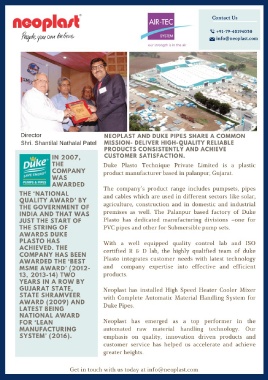 neoplast®
People you can believe.
AIR-TEC
SYSTEM
our strength is in the air
Contact Us
+91-79-40196050
info@neoplast.com
Director
Shri. Shantilal Nathalal Patel
NEOPLAST AND DUKE PIPES SHARE A COMMON
MISSION- DELIVER HIGH-QUALITY RELIABLE
PRODUCTS CONSISTENTLY AND ACHIEVE
CUSTOMER SATISFACTION.
Duke
PIPES & PUMPS
IN 2007,
THE
COMPANY
WAS
AWARDED
THE 'NATIONAL
QUALITY AWARD' BY
THE GOVERNMENT OF
INDIA AND THAT WAS
JUST THE START OF
THE STRING OF
AWARDS DUKE
PLASTO HAS
ACHIEVED. THE
COMPANY HAS BEEN
AWARDED THE 'BEST
MSME AWARD' (2012-
13, 2013-14) TWO
YEARS IN A ROW BY
GUJARAT STATE,
STATE SHRAMVEER
AWARD (2009) AND
LATEST BEING
NATIONAL AWARD
FOR 'LEAN
MANUFACTURING
SYSTEM' (2016).
Duke Plasto Technique Private Limited is a plastic
product manufacturer based in palanpur, Gujarat.
The company's product range includes pumpsets, pipes
and cables which are used in different sectors like solar,
agriculture, construction and in domestic and industrial
premises as well. The Palanpur based factory of Duke
Plasto has dedicated manufacturing divisions -one for
PVC pipes and other for Submersible pump sets.
With a well equipped quality control lab and ISO
certified R & D lab, the highly qualified team of duke
Plasto integrates customer needs with latest technology
and company expertise into effective and efficient
products
Neoplast has installed High Speed Heater Cooler Mixer
with Complete Automatic Material Handling System for
Duke Pipes.
Neoplast has emerged as a top performer in the
automated raw material handling technology. Our
emphasis on quality, innovation driven products and
customer service has helped us accelerate and achieve
greater heights.
Get in touch with us today at info@neoplast.com